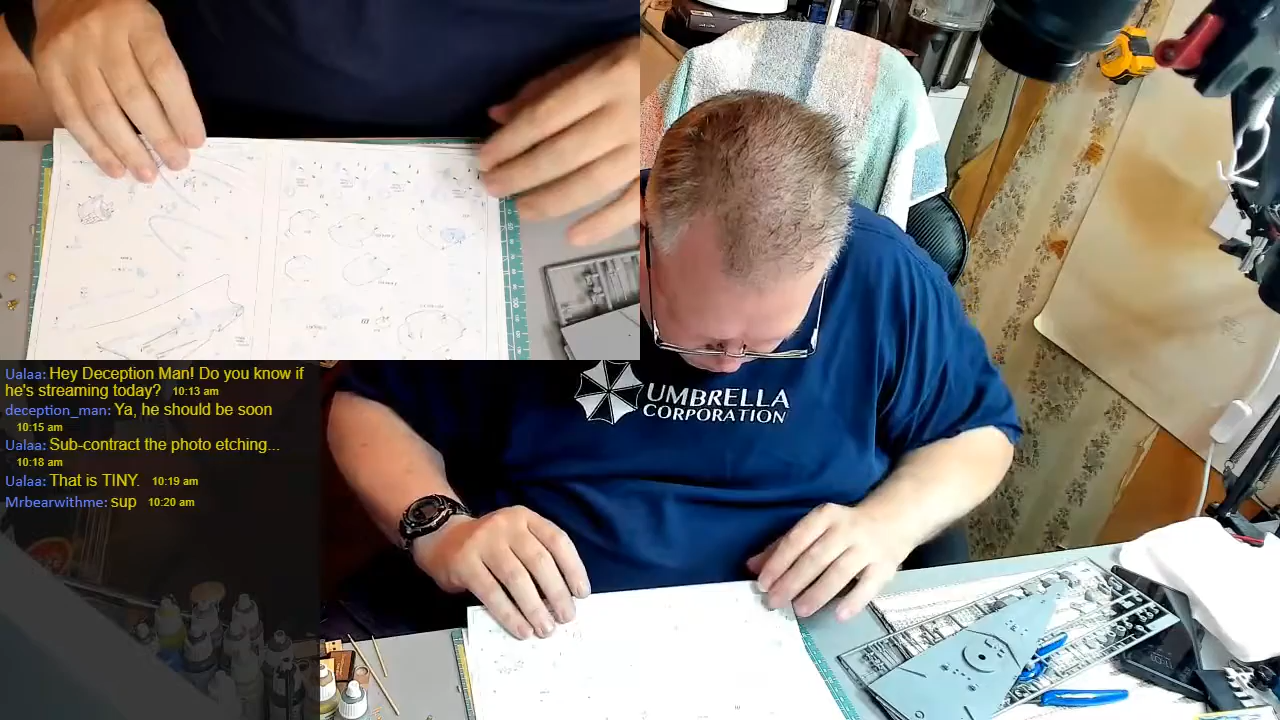 Ualaa: Hey Deception Man! Do you know if
he's streaming today? 10:13 am
deception_man: Ya, he should be soon
10:15 am
Ualaa: Sub-contract the photo etching...
10:18 am
Ualaa: That is TINY. 10:19 am
Mrbearwithme: sup 10:20 am
UMBRELLA
CORPORATION